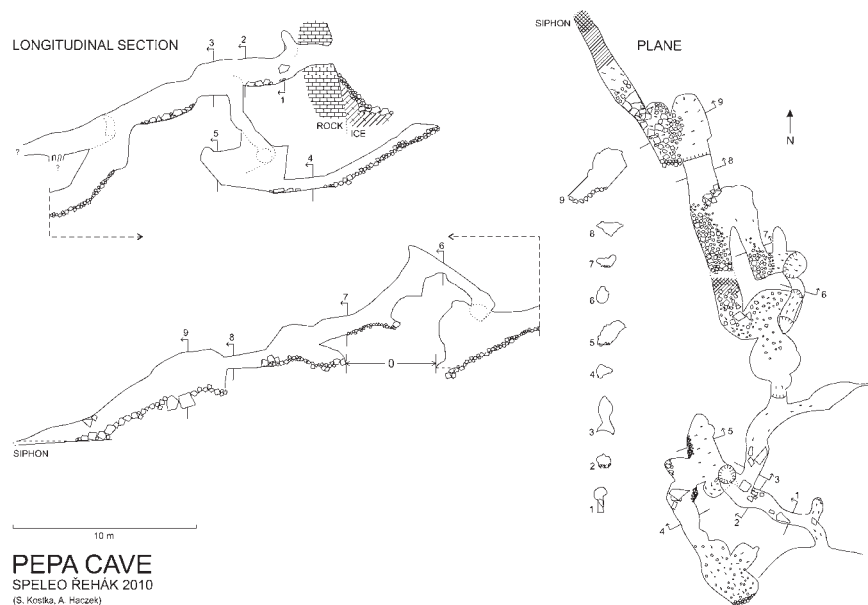 LONGITUDINAL SECTION
3
2
1
ROCK
ICE
5
4
?
?
6
7
0
9
8
SIPHON
10 m
PEPA CAVE
SPELEO ŘEHÁK 2010
(S. Kostka, A. Haczek)
9
8
7
6
5
4
3
2
1
SIPHON
PLANE
N
9
8
7
6
5
3
1
2
4